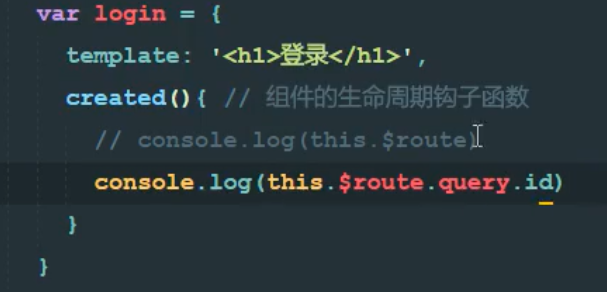 var login = {
template: '<h1>登录</h1>',
created(){ // 组件的生命周期钩子函数
// console.log(this.$route)
console.log(this.$route.query.id)
}
}